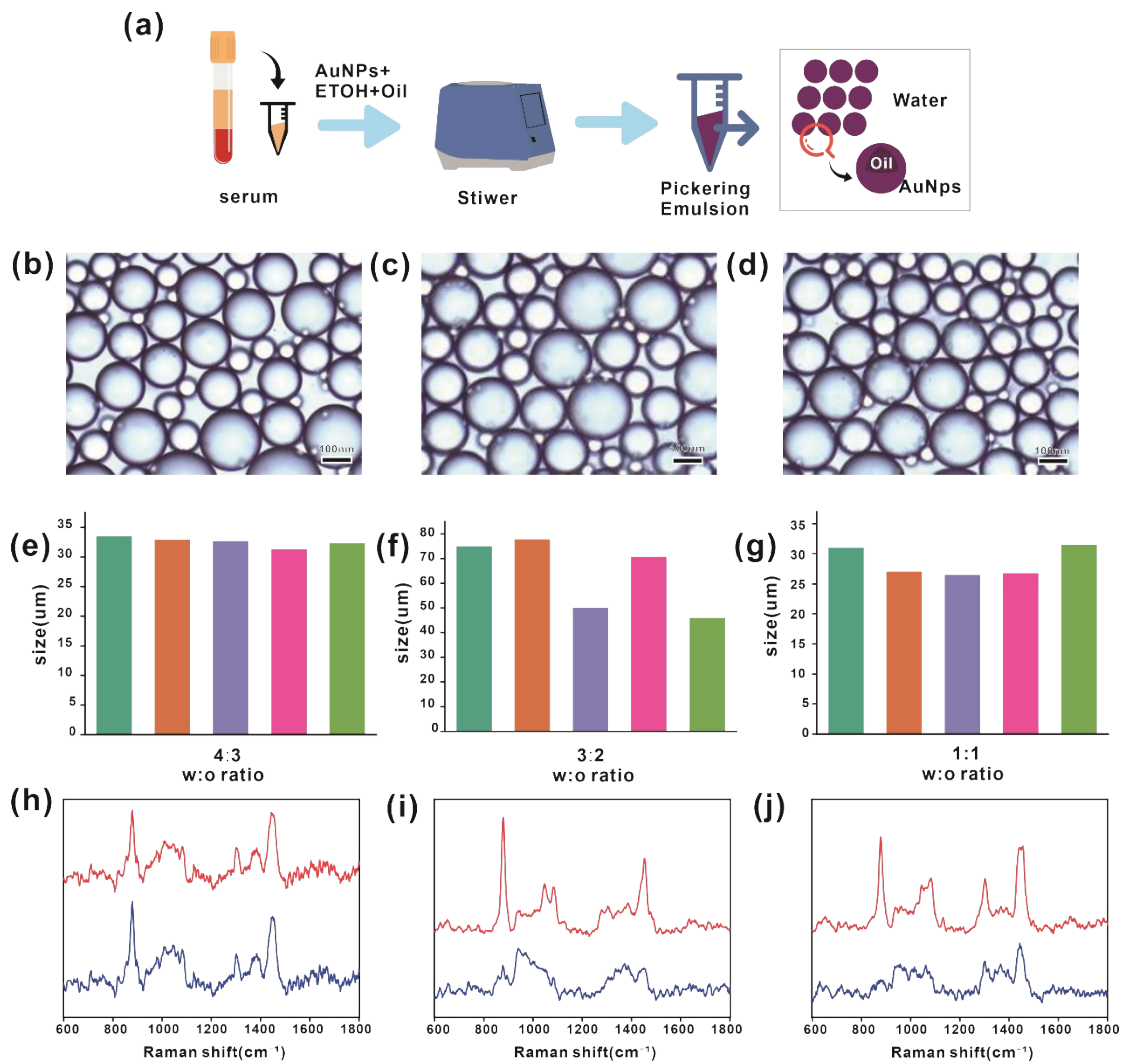 (a)
AuNPs+
ETOH+Oil
serum
Stiwer
Pickering
Emulsion
Water
Oil
AuNps
(b)
(c)
(d)
100nm
100nm
100nm
(e)
size(um)
35
30
25
20
15
10
5
0
4:3
w:o ratio
(f)
size(um)
80
70
60
50
40
30
20
10
0
3:2
w:o ratio
(g)
size(um)
35
30
25
20
15
10
5
0
1:1
w:o ratio
(h)
600 800 1000 1200 1400 1600 1800
Raman shift(cm⁻¹)
(i)
600 800 1000 1200 1400 1600 1800
Raman shift(cm⁻¹)
(j)
600 800 1000 1200 1400 1600 1800
Raman shift(cm⁻¹)